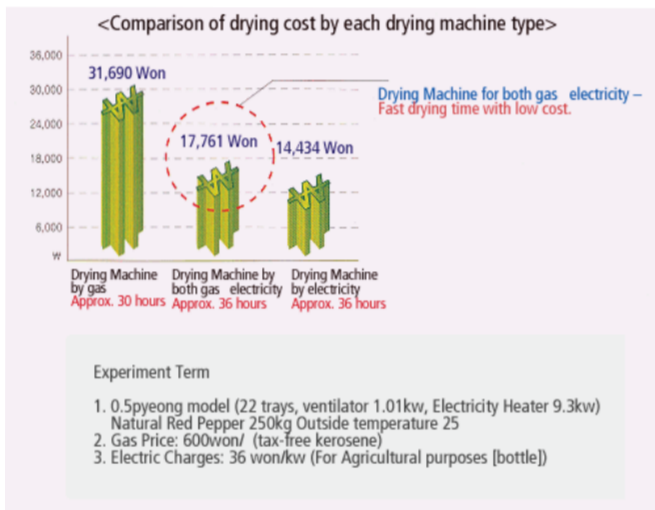 <Comparison of drying cost by each drying machine type>
36,000
30,000
24,000
18,000
12,000
6,000
₩
31,690 Won
17,761 Won
14,434 Won
Drying Machine for both gas electricity –
Fast drying time with low cost.
Drying Machine
by gas
Approx. 30 hours
Drying Machine by
both gas electricity
Approx. 36 hours
Drying Machine
by electricity
Approx. 36 hours
Experiment Term
1. 0.5pyeong model (22 trays, ventilator 1.01kw, Electricity Heater 9.3kw)
Natural Red Pepper 250kg Outside temperature 25
2. Gas Price: 600won/ (tax-free kerosene)
3. Electric Charges: 36 won/kw (For Agricultural purposes [bottle])